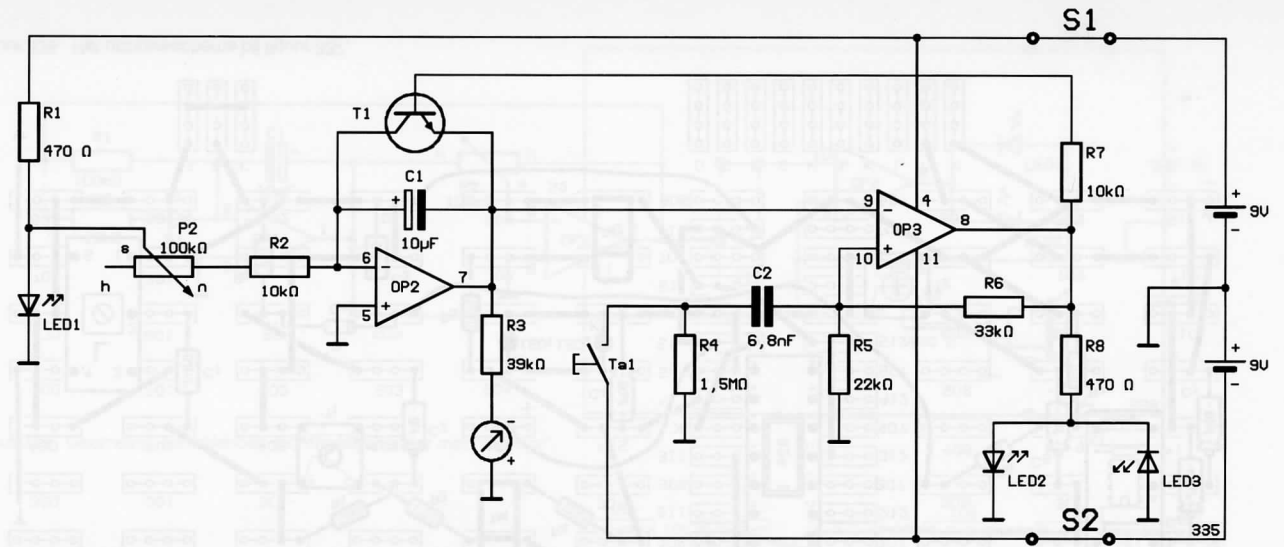 S1
R1
470 Ω
T1
C1
+
10µF
R7
10kΩ
+
9V
-
P2
100kΩ
s
h
n
R2
10kΩ
6
-
OP2
7
+
5
9
-
4
OP3
8
+
10
11
LED1
R3
39kΩ
-
+
Ta1
R4
1,5MΩ
C2
6,8nF
R5
22kΩ
R6
33kΩ
R8
470 Ω
+
9V
-
LED2
LED3
S2
335